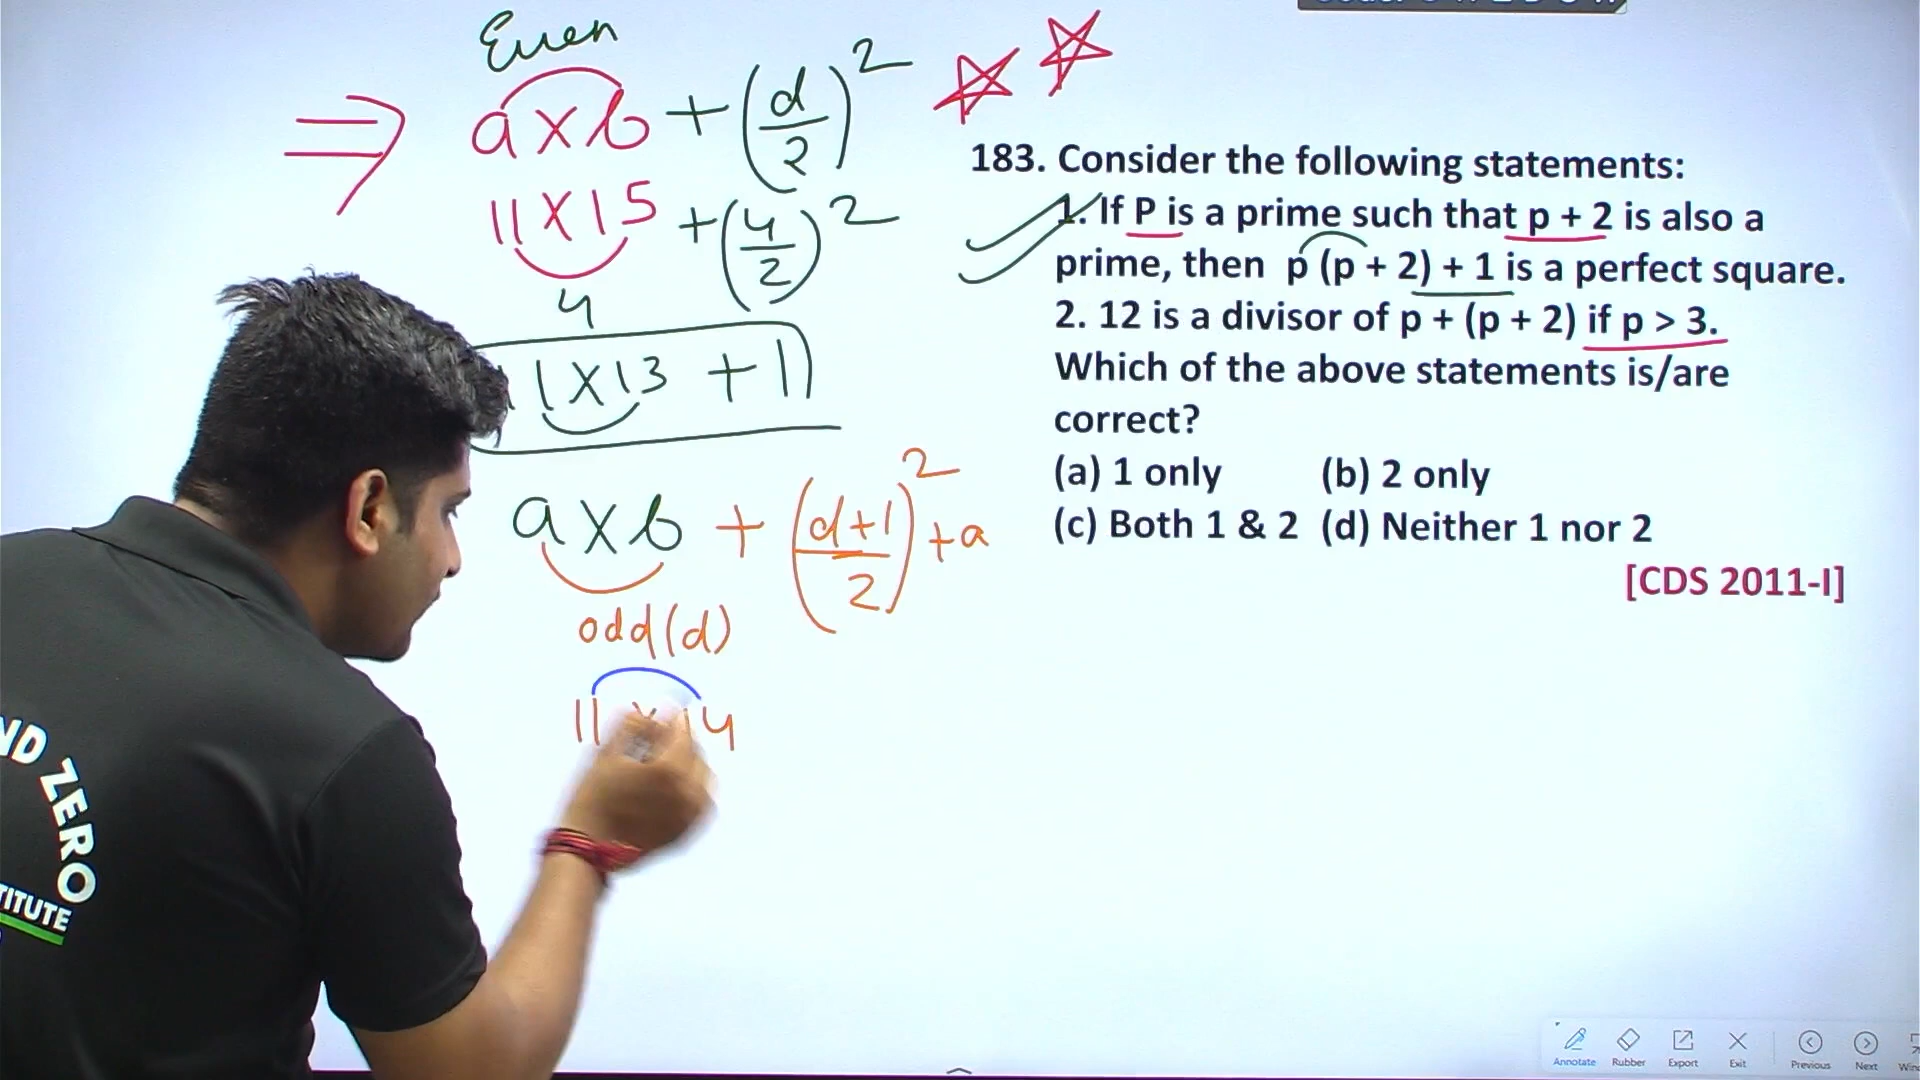 Even
⇒ a×b + (d/2)²
11×15 + (4/2)²
4
1×13 + 1
a×b + (d+1/2)² + a
odd(d)
11 × 14
183. Consider the following statements:
1. If P is a prime such that p + 2 is also a
prime, then p (p + 2) + 1 is a perfect square.
2. 12 is a divisor of p + (p + 2) if p > 3.
Which of the above statements is/are
correct?
(a) 1 only (b) 2 only
(c) Both 1 & 2 (d) Neither 1 nor 2
[CDS 2011-I]
ND ZERO
TITUTE
Annotate Rubber Export Exit Previous Next